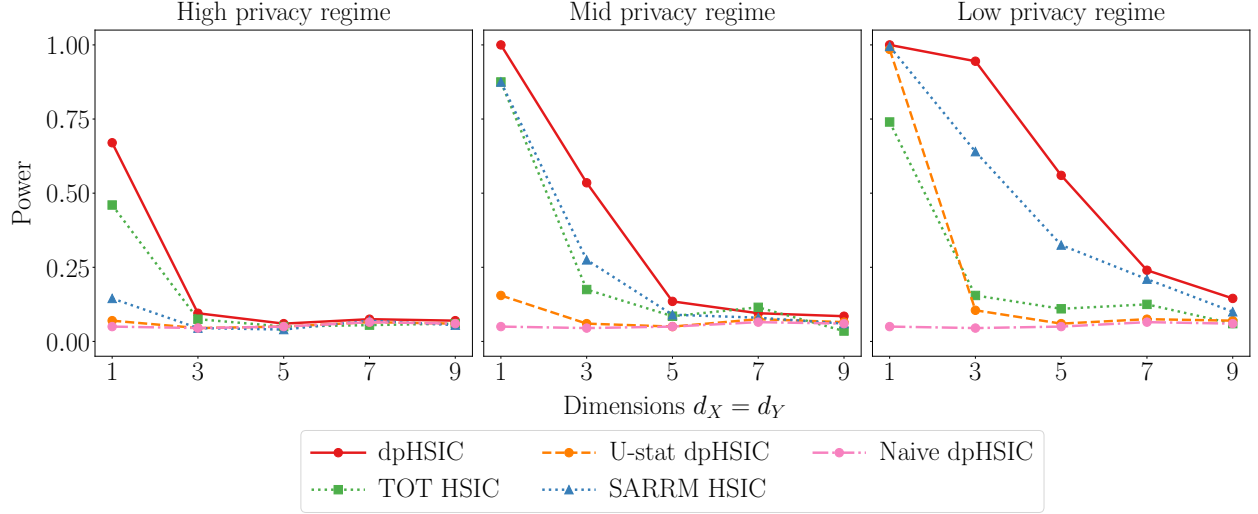 High privacy regime
Mid privacy regime
Low privacy regime
Power
1.00
0.75
0.50
0.25
0.00
1 3 5 7 9
1 3 5 7 9
1 3 5 7 9
Dimensions d_X = d_Y
dpHSIC
U-stat dpHSIC
Naive dpHSIC
TOT HSIC
SARRM HSIC